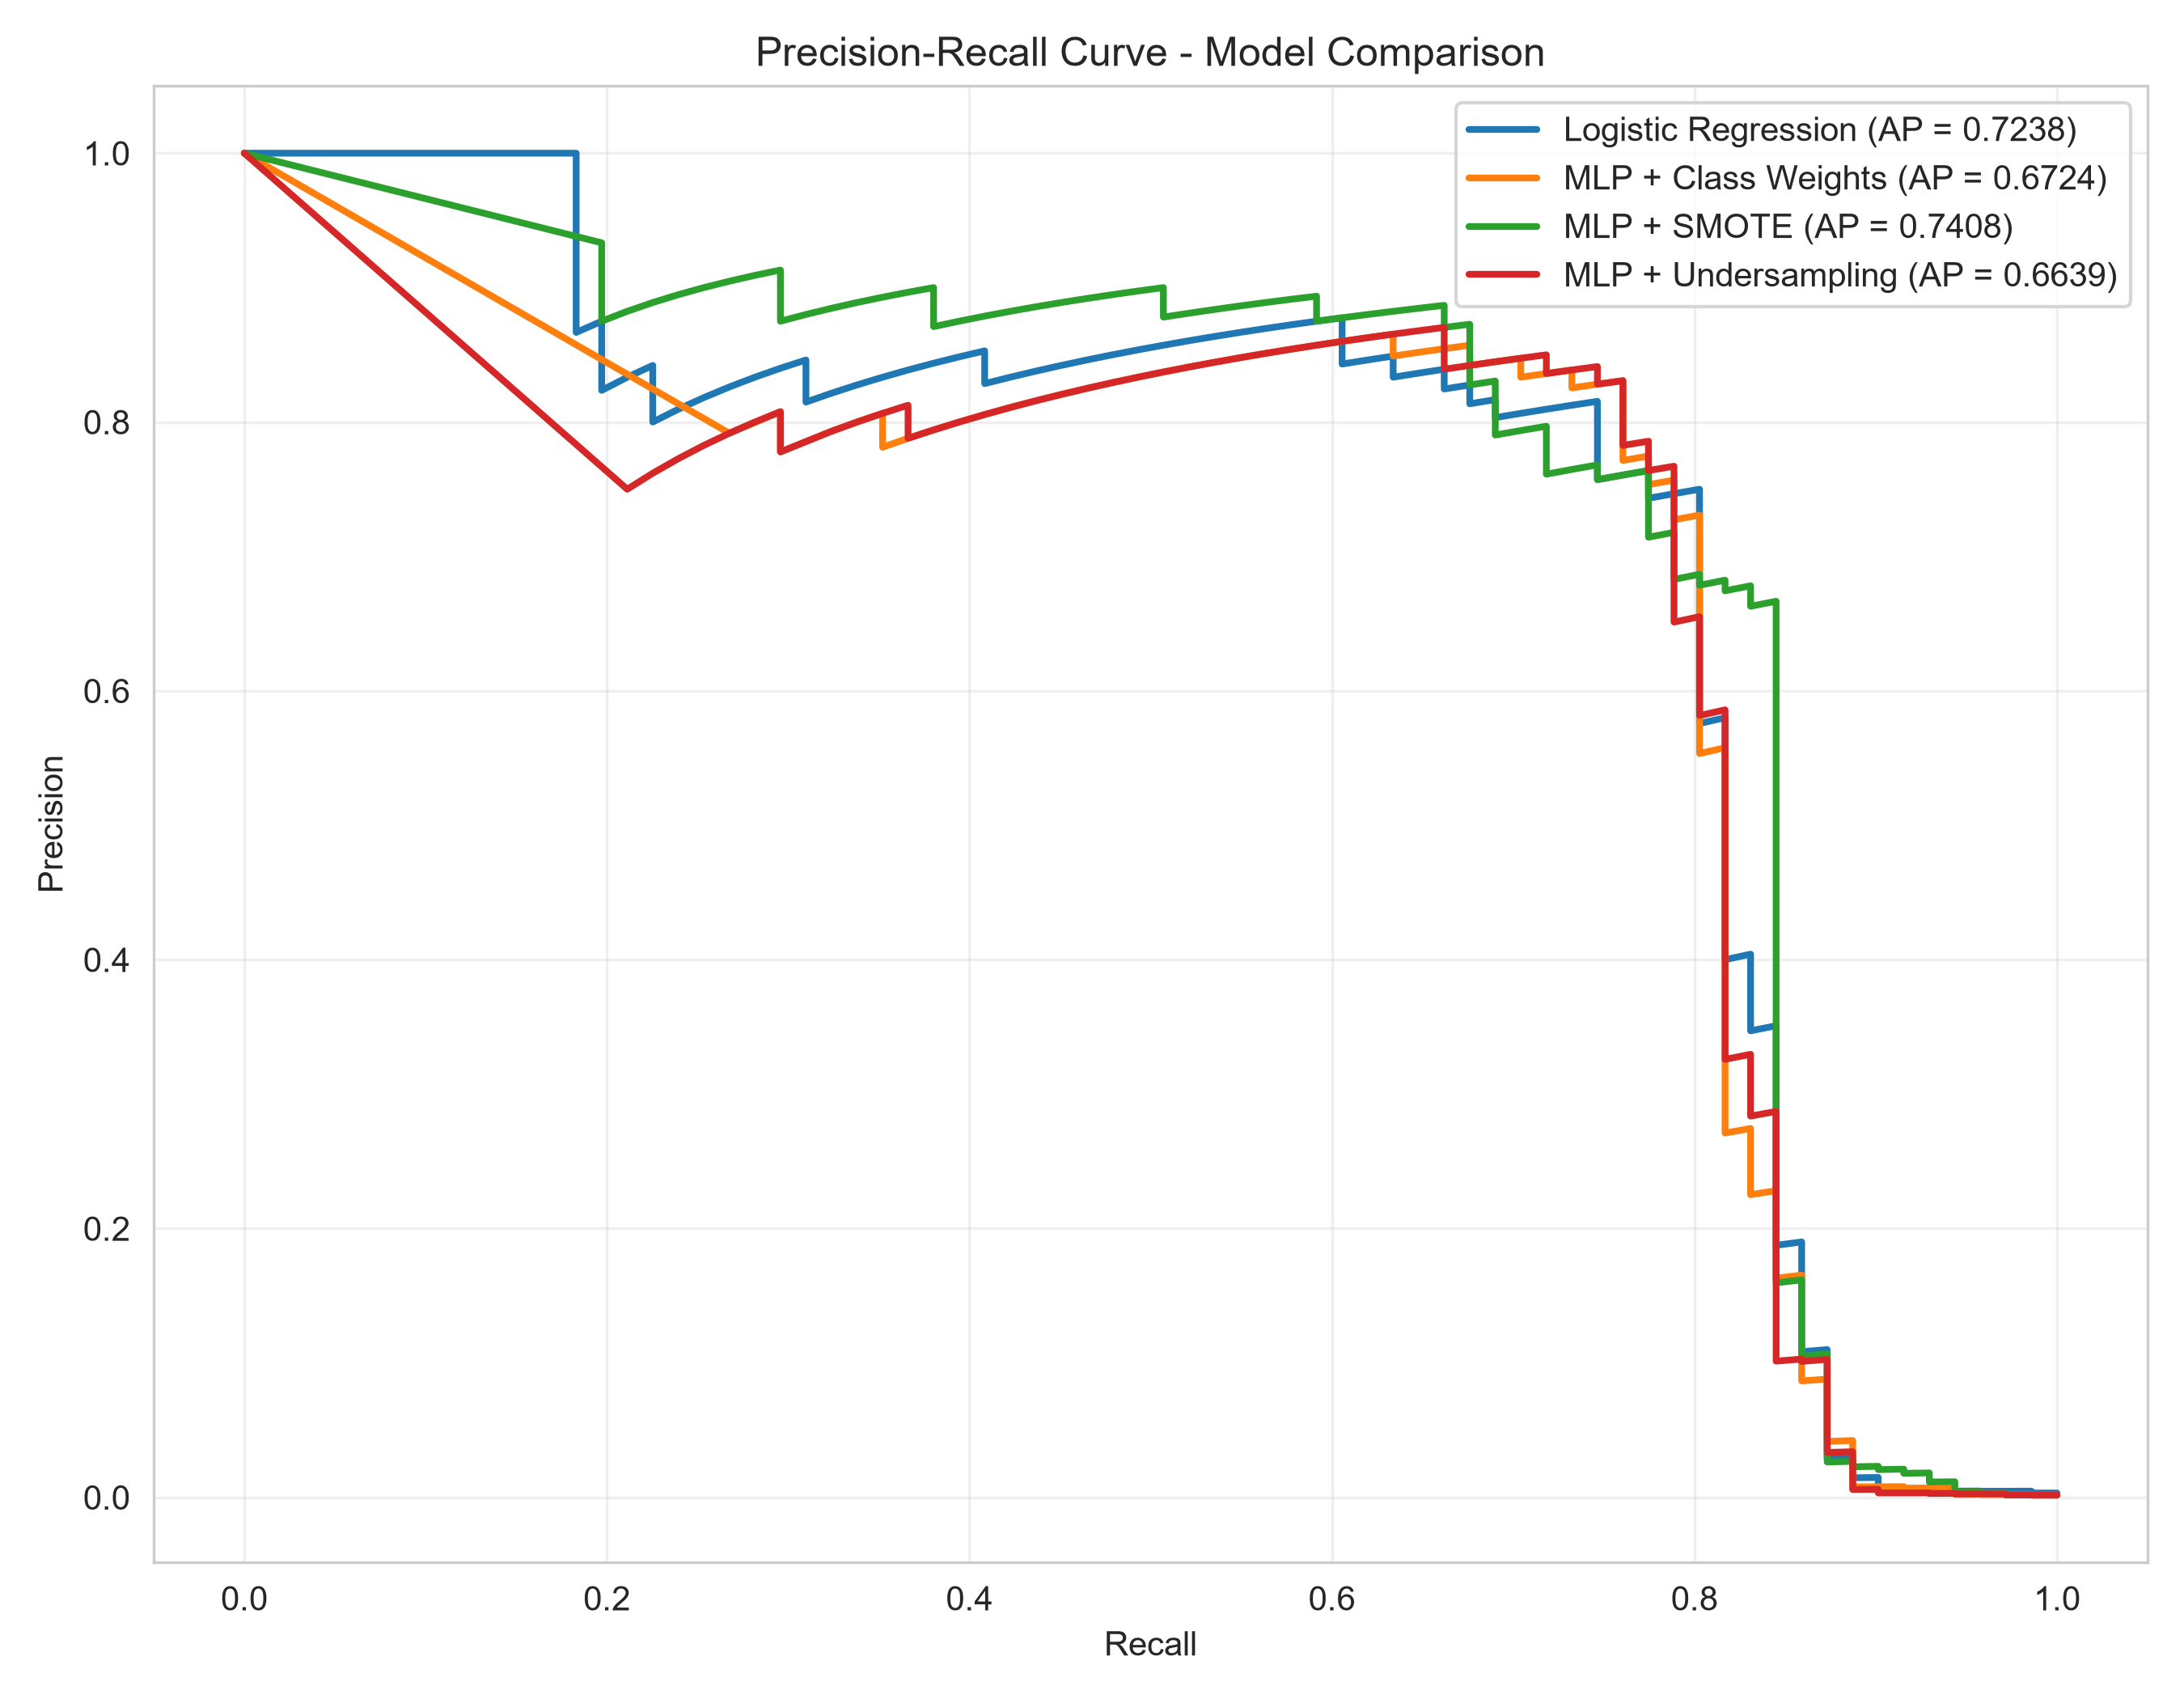 Precision-Recall Curve - Model Comparison
Logistic Regression (AP = 0.7238)
MLP + Class Weights (AP = 0.6724)
MLP + SMOTE (AP = 0.7408)
MLP + Undersampling (AP = 0.6639)
1.0
0.8
0.6
0.4
0.2
0.0
Precision
0.0 0.2 0.4 0.6 0.8 1.0
Recall